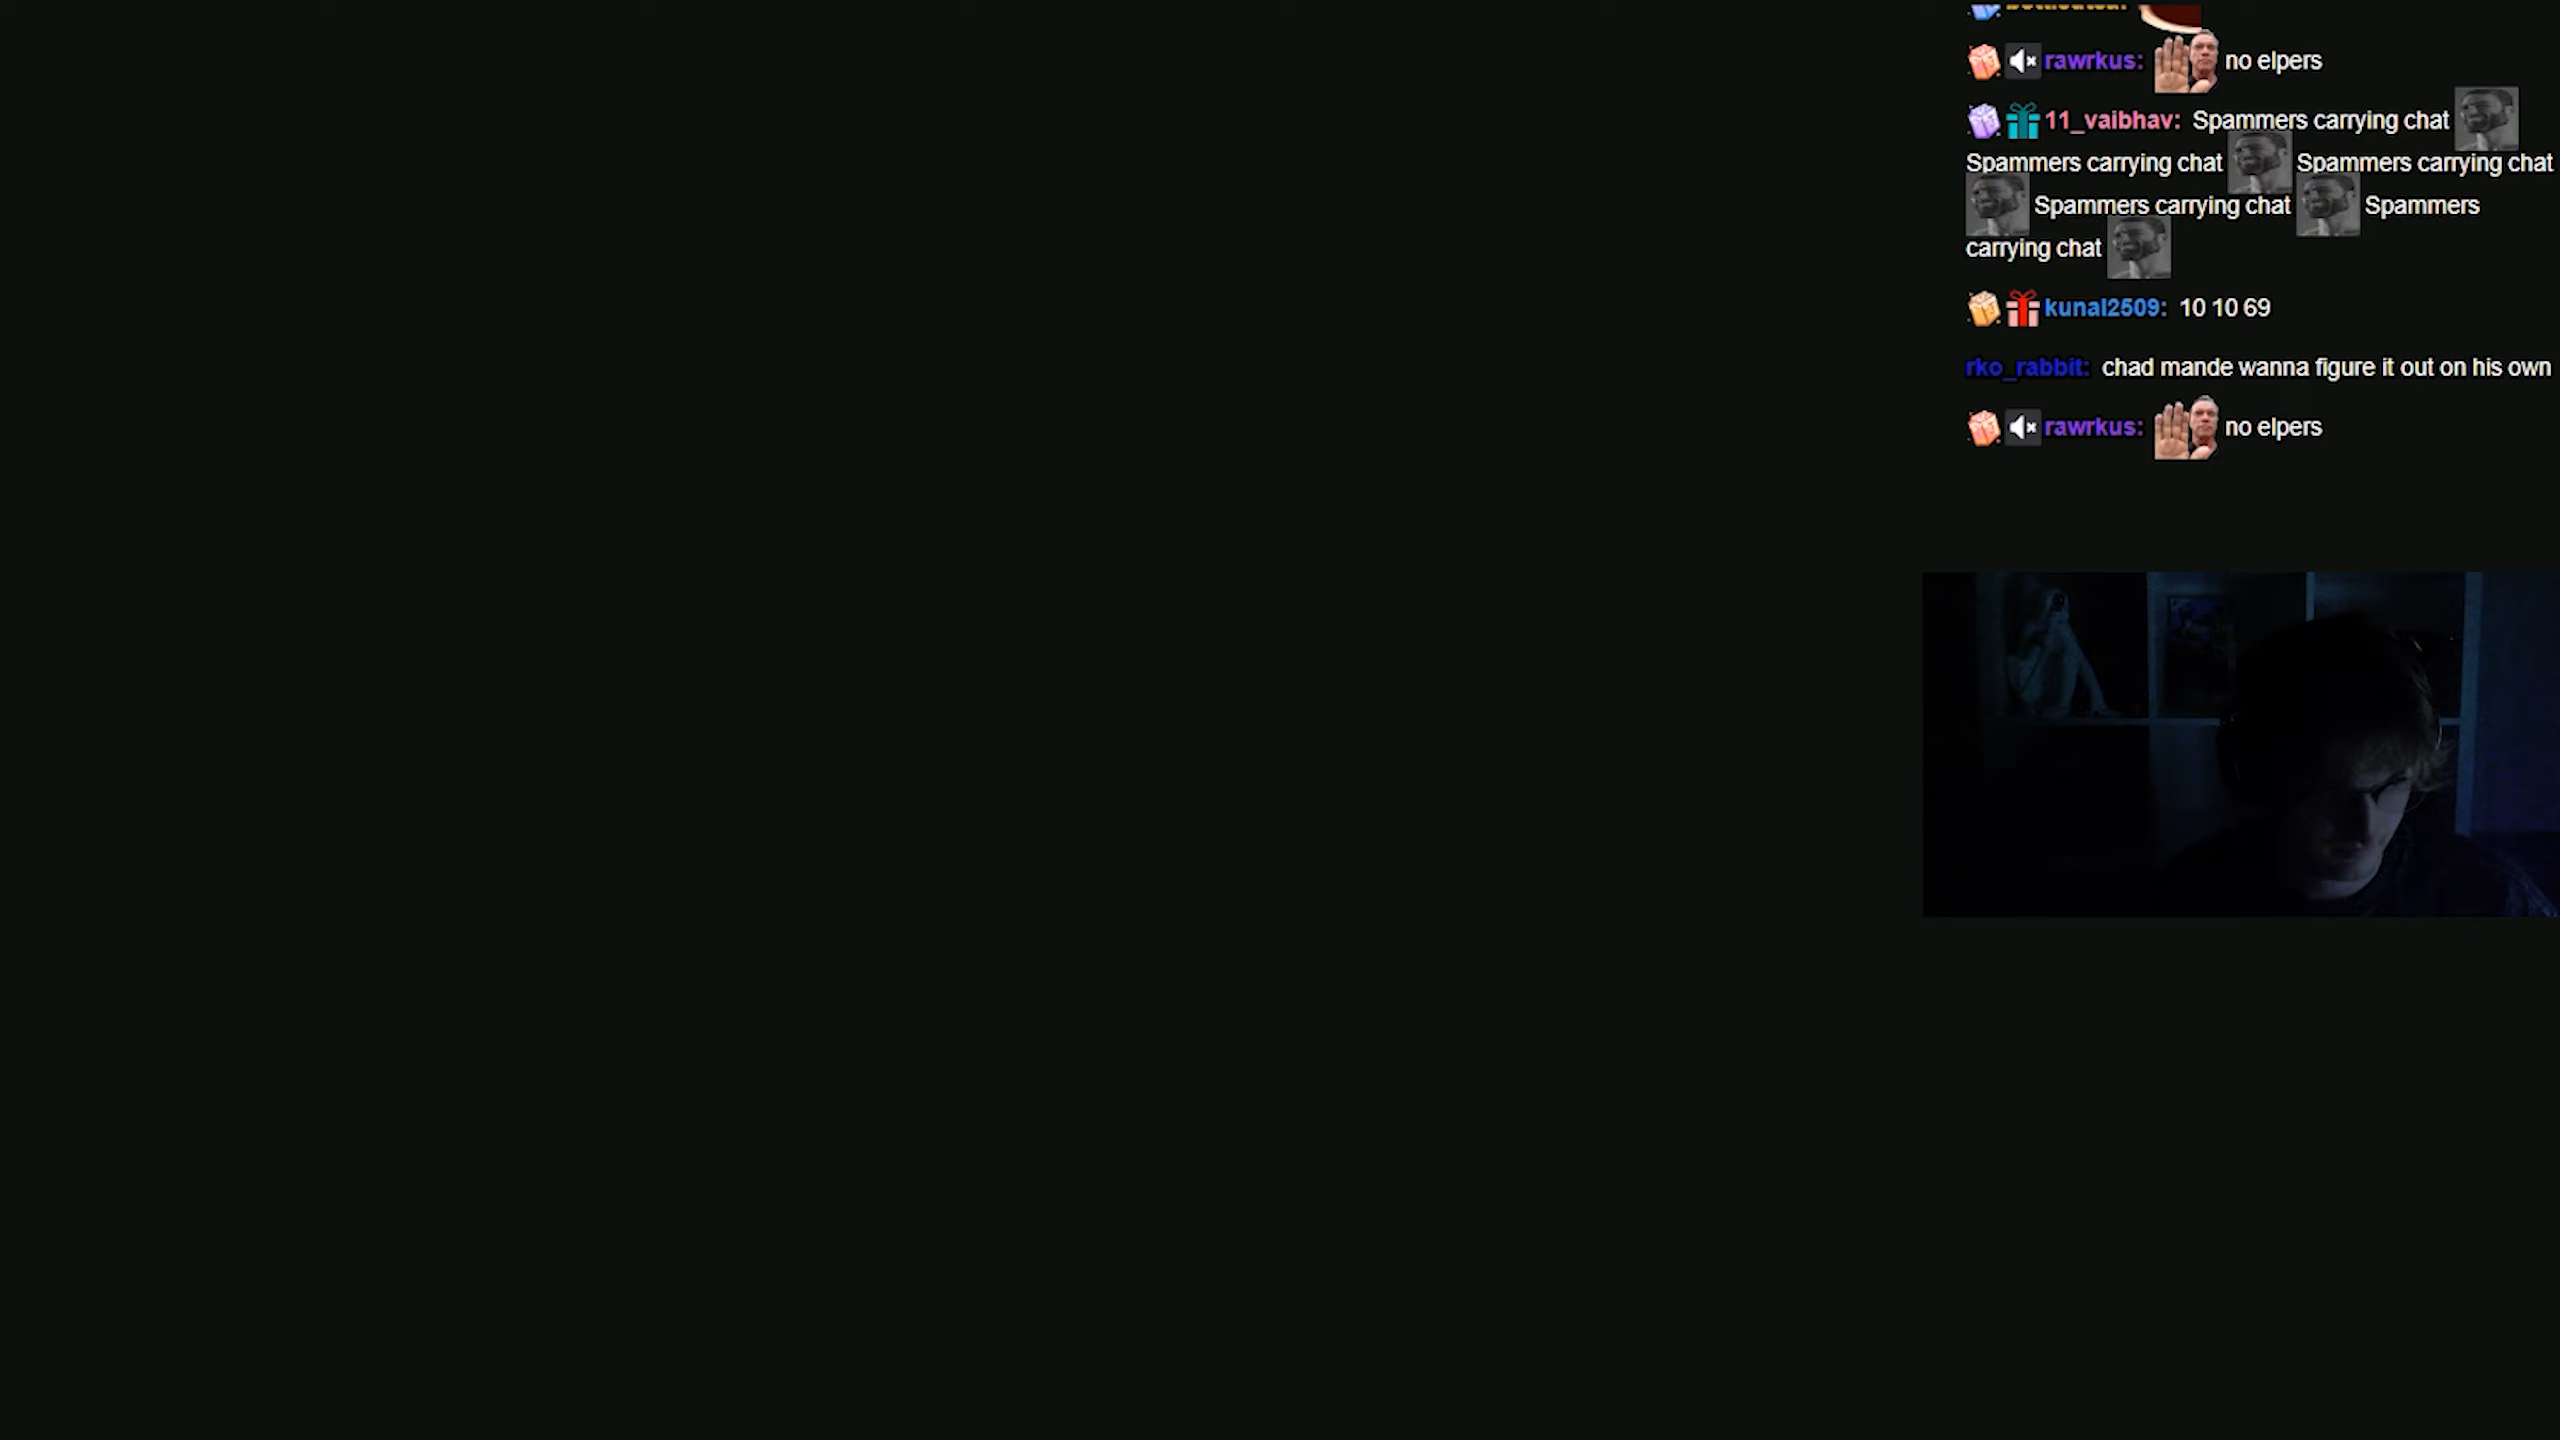 rawrkus: no elpers
11_vaibhav: Spammers carrying chat
Spammers carrying chat Spammers carrying chat
Spammers carrying chat Spammers
carrying chat
kunal2509: 10 10 69
rko_rabbit: chad mande wanna figure it out on his own
rawrkus: no elpers